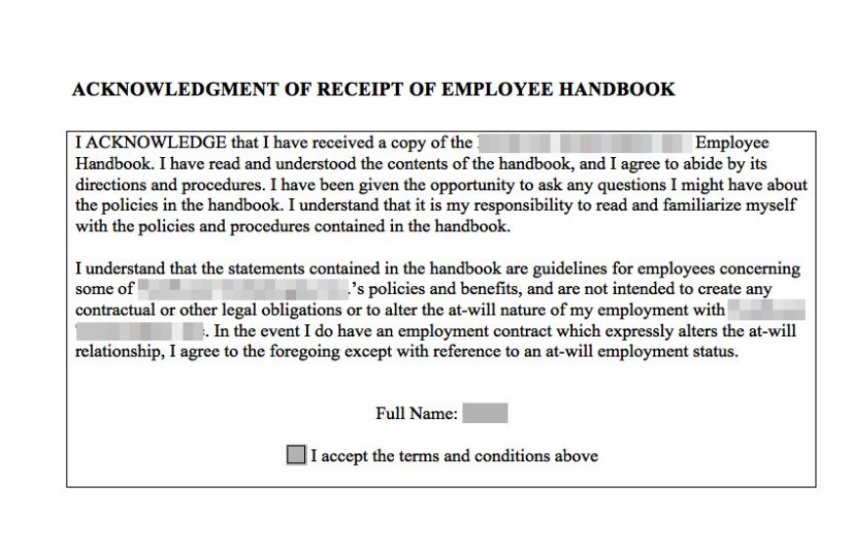 ACKNOWLEDGMENT OF RECEIPT OF EMPLOYEE HANDBOOK
I ACKNOWLEDGE that I have received a copy of the Employee
Handbook. I have read and understood the contents of the handbook, and I agree to abide by its
directions and procedures. I have been given the opportunity to ask any questions I might have about
the policies in the handbook. I understand that it is my responsibility to read and familiarize myself
with the policies and procedures contained in the handbook.
I understand that the statements contained in the handbook are guidelines for employees concerning
some of .’s policies and benefits, and are not intended to create any
contractual or other legal obligations or to alter the at-will nature of my employment with
. In the event I do have an employment contract which expressly alters the at-will
relationship, I agree to the foregoing except with reference to an at-will employment status.
Full Name:
I accept the terms and conditions above